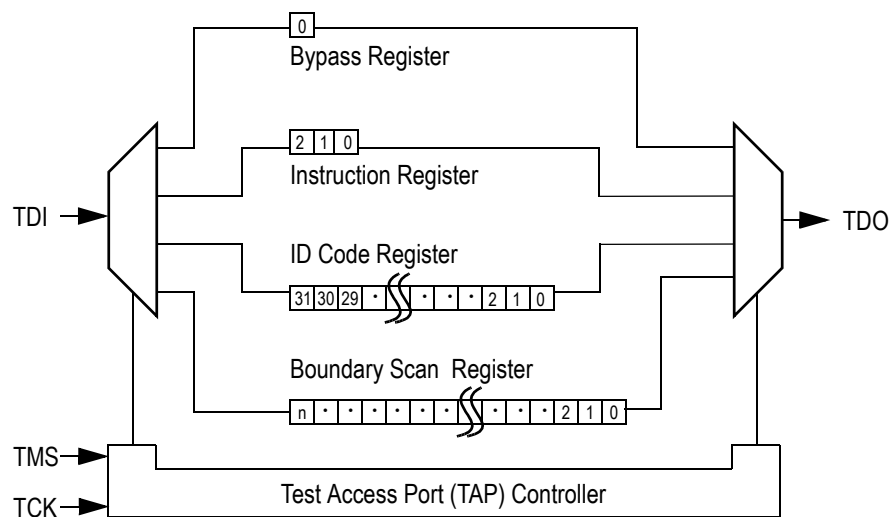 0
Bypass Register
2 1 0
Instruction Register
TDI
TDO
ID Code Register
31 30 29 · · · · 2 1 0
Boundary Scan Register
n · · · · · · · · · 2 1 0
TMS
TCK
Test Access Port (TAP) Controller